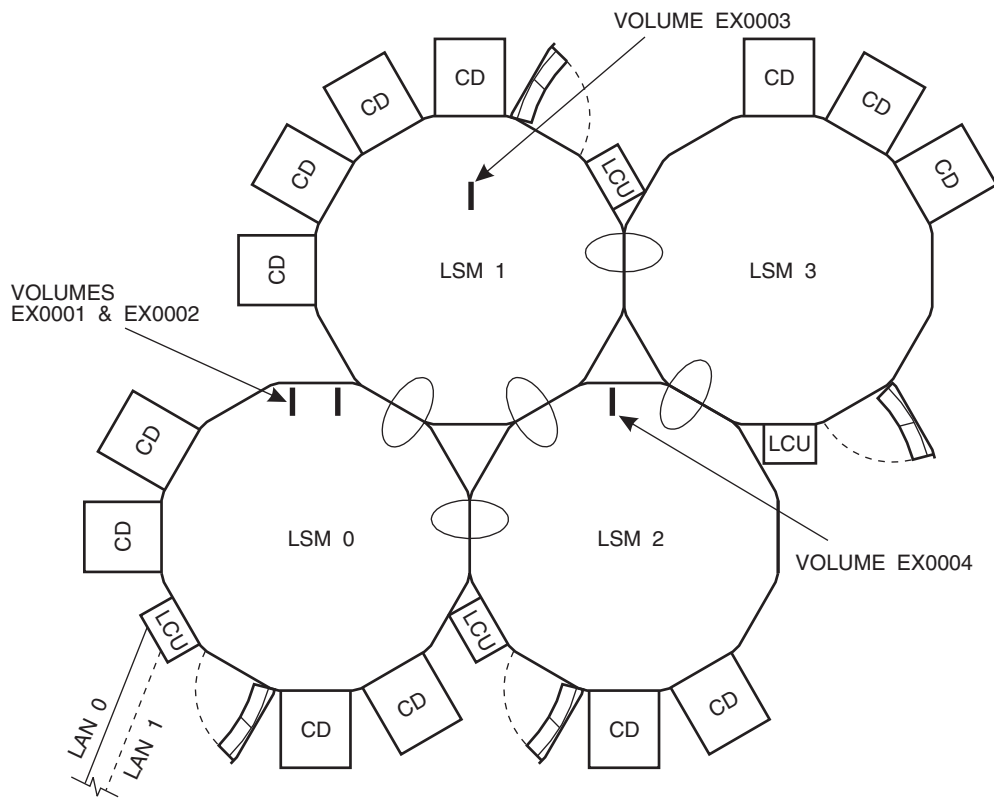 VOLUME EX0003
CD
CD
CD
CD
CD
CD
CD
LCU
LSM 1
LSM 3
VOLUMES
EX0001 & EX0002
CD
CD
LCU
LSM 0
LSM 2
VOLUME EX0004
LCU
LCU
LAN 0
LAN 1
CD
CD
CD
CD